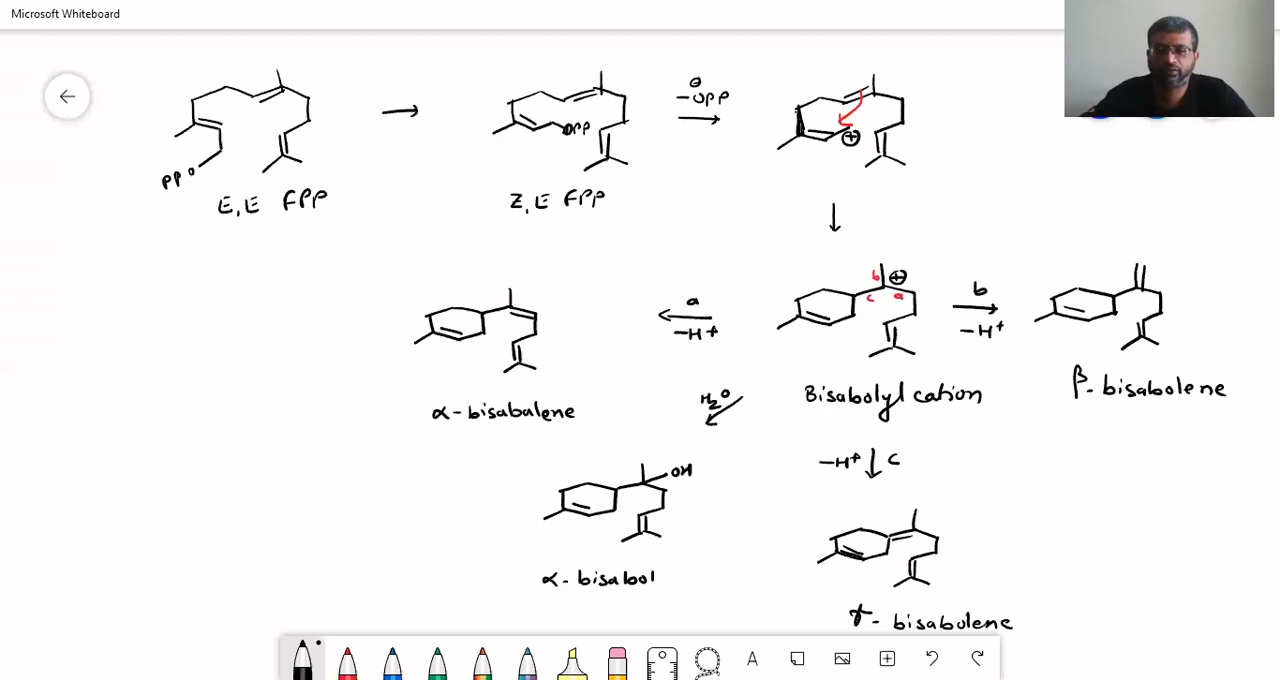 Microsoft Whiteboard
PPO
E,E FPP
OPP
Z,E FPP
⊖
-OPP
⊕
b ⊕
c a
a
-H+
b
-H+
α-bisabalene
H2O
Bisabolyl cation
β-bisabolene
-H+ c
OH
α-bisabol
γ-bisabolene
A